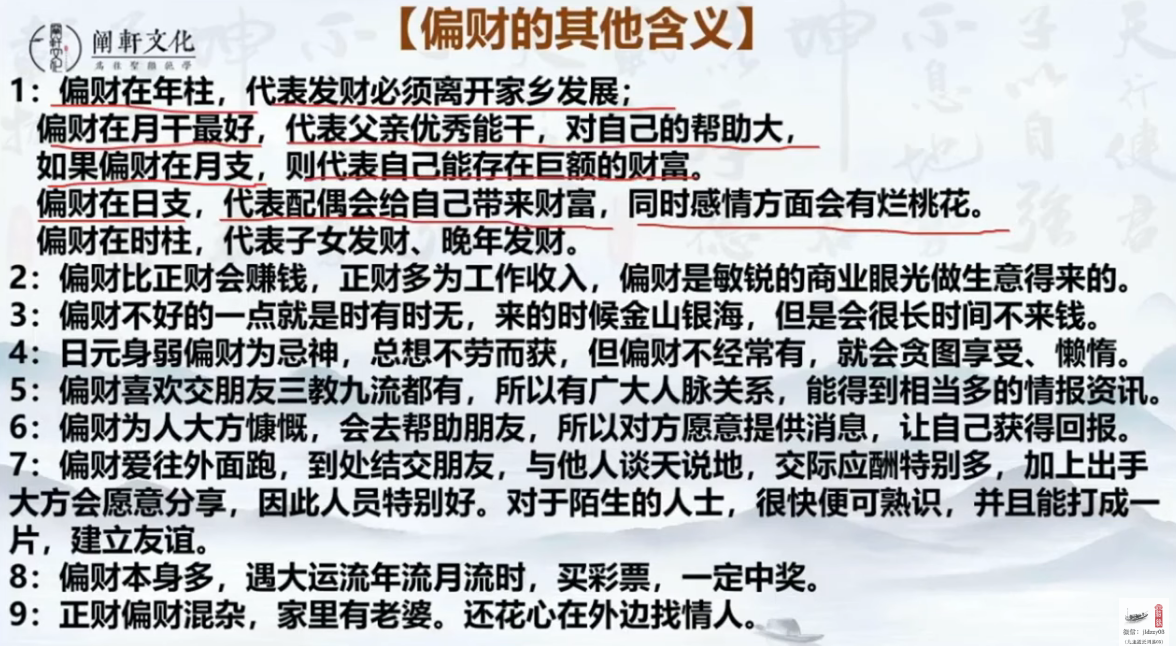 【偏财的其他含义】
阐軒文化
1：偏财在年柱，代表发财必须离开家乡发展；
偏财在月干最好，代表父亲优秀能干，对自己的帮助大，
如果偏财在月支，则代表自己能存在巨额的财富。
偏财在日支，代表配偶会给自己带来财富，同时感情方面会有烂桃花。
偏财在时柱，代表子女发财、晚年发财。
2：偏财比正财会赚钱，正财多为工作收入，偏财是敏锐的商业眼光做生意得来的。
3：偏财不好的一点就是时有时无，来的时候金山银海，但是会很长时间不来钱。
4：日元身弱偏财为忌神，总想不劳而获，但偏财不经常有，就会贪图享受、懒惰。
5：偏财喜欢交朋友三教九流都有，所以有广大人脉关系，能得到相当多的情报资讯。
6：偏财为人大方慷慨，会去帮助朋友，所以对方愿意提供消息，让自己获得回报。
7：偏财爱往外面跑，到处结交朋友，与他人谈天说地，交际应酬特别多，加上出手
大方会愿意分享，因此人员特别好。对于陌生的人士，很快便可熟识，并且能打成一
片，建立友谊。
8：偏财本身多，遇大运流年流月流时，买彩票，一定中奖。
9：正财偏财混杂，家里有老婆。还花心在外边找情人。